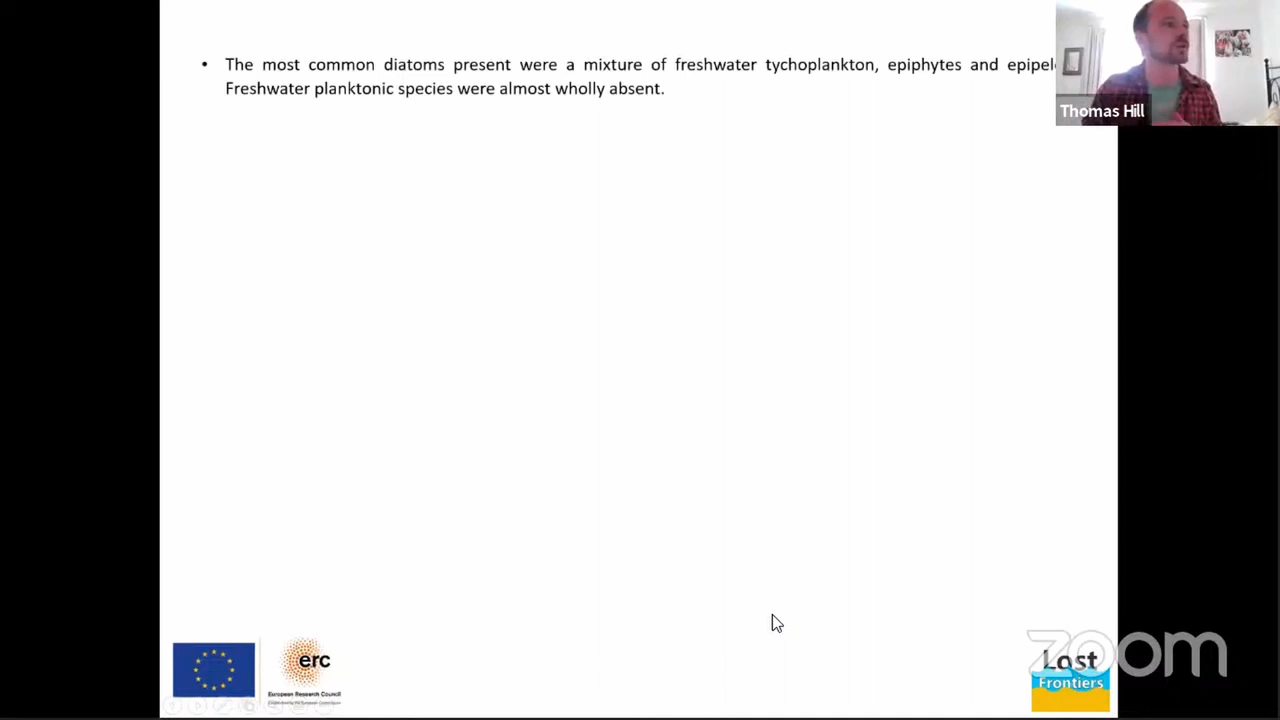 • The most common diatoms present were a mixture of freshwater tychoplankton, epiphytes and
Freshwater planktonic species were almost wholly absent.
Thomas Hill
erc
European Research Council
Lost
Frontiers
zoom